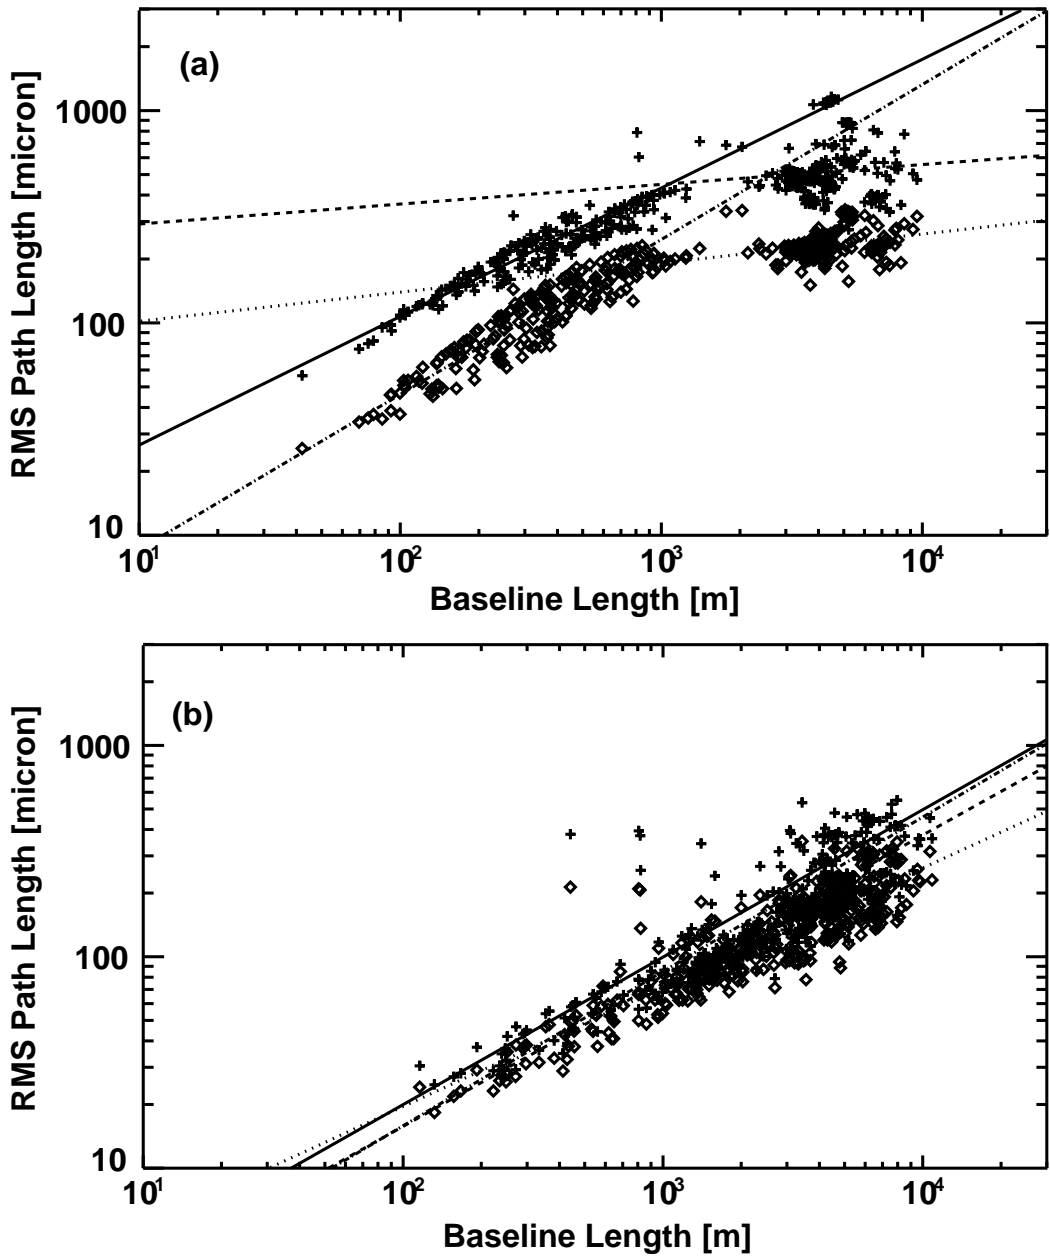 (a)
RMS Path Length [micron]
1000
100
10
10¹ 10² 10³ 10⁴
Baseline Length [m]
(b)
RMS Path Length [micron]
1000
100
10
10¹ 10² 10³ 10⁴
Baseline Length [m]